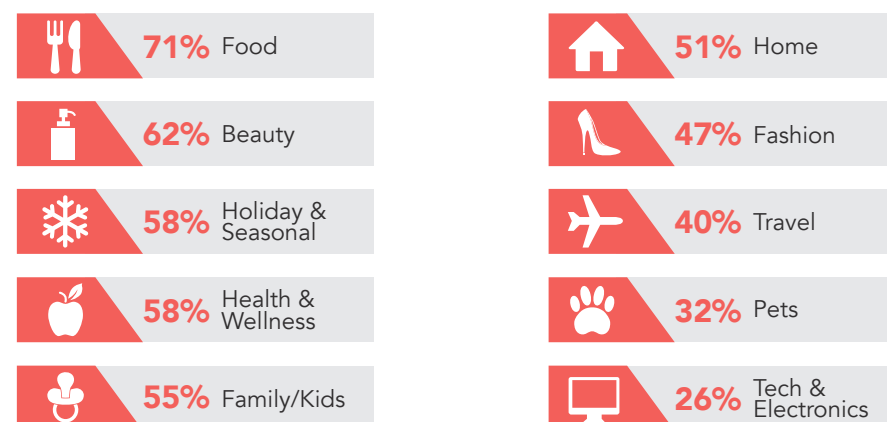 71% Food
62% Beauty
58% Holiday &
Seasonal
58% Health &
Wellness
55% Family/Kids
51% Home
47% Fashion
40% Travel
32% Pets
26% Tech &
Electronics